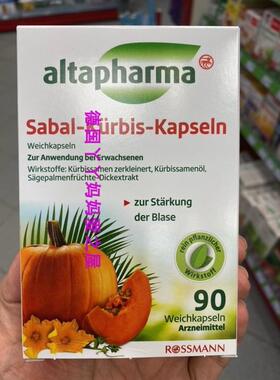 altapharma
Sabal-Kürbis-Kapseln
Weichkapseln
Zur Anwendung bei Erwachsenen
Wirkstoffe: Kürbissamen zerkleinert, Kürbissamenöl,
Sägepalmenfrüchte-Dickextrakt
zur Stärkung
der Blase
rein pflanzlicher
Wirkstoff
90
Weichkapseln
Arzneimittel
ROSSMANN